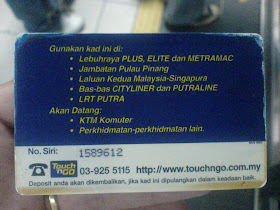 Gunakan kad ini di:
• Lebuhraya PLUS, ELITE dan METRAMAC
• Jambatan Pulau Pinang
• Laluan Kedua Malaysia-Singapura
• Bas-bas CITYLINER dan PUTRALINE
• LRT PUTRA
Akan Datang:
• KTM Komuter
• Perkhidmatan-perkhidmatan lain.
No. Siri: 1589612
Touch n GO 03-925 5115 http://www.touchngo.com.my
Deposit anda akan dikembalikan, jika kad ini dipulangkan dalam keadaan baik.